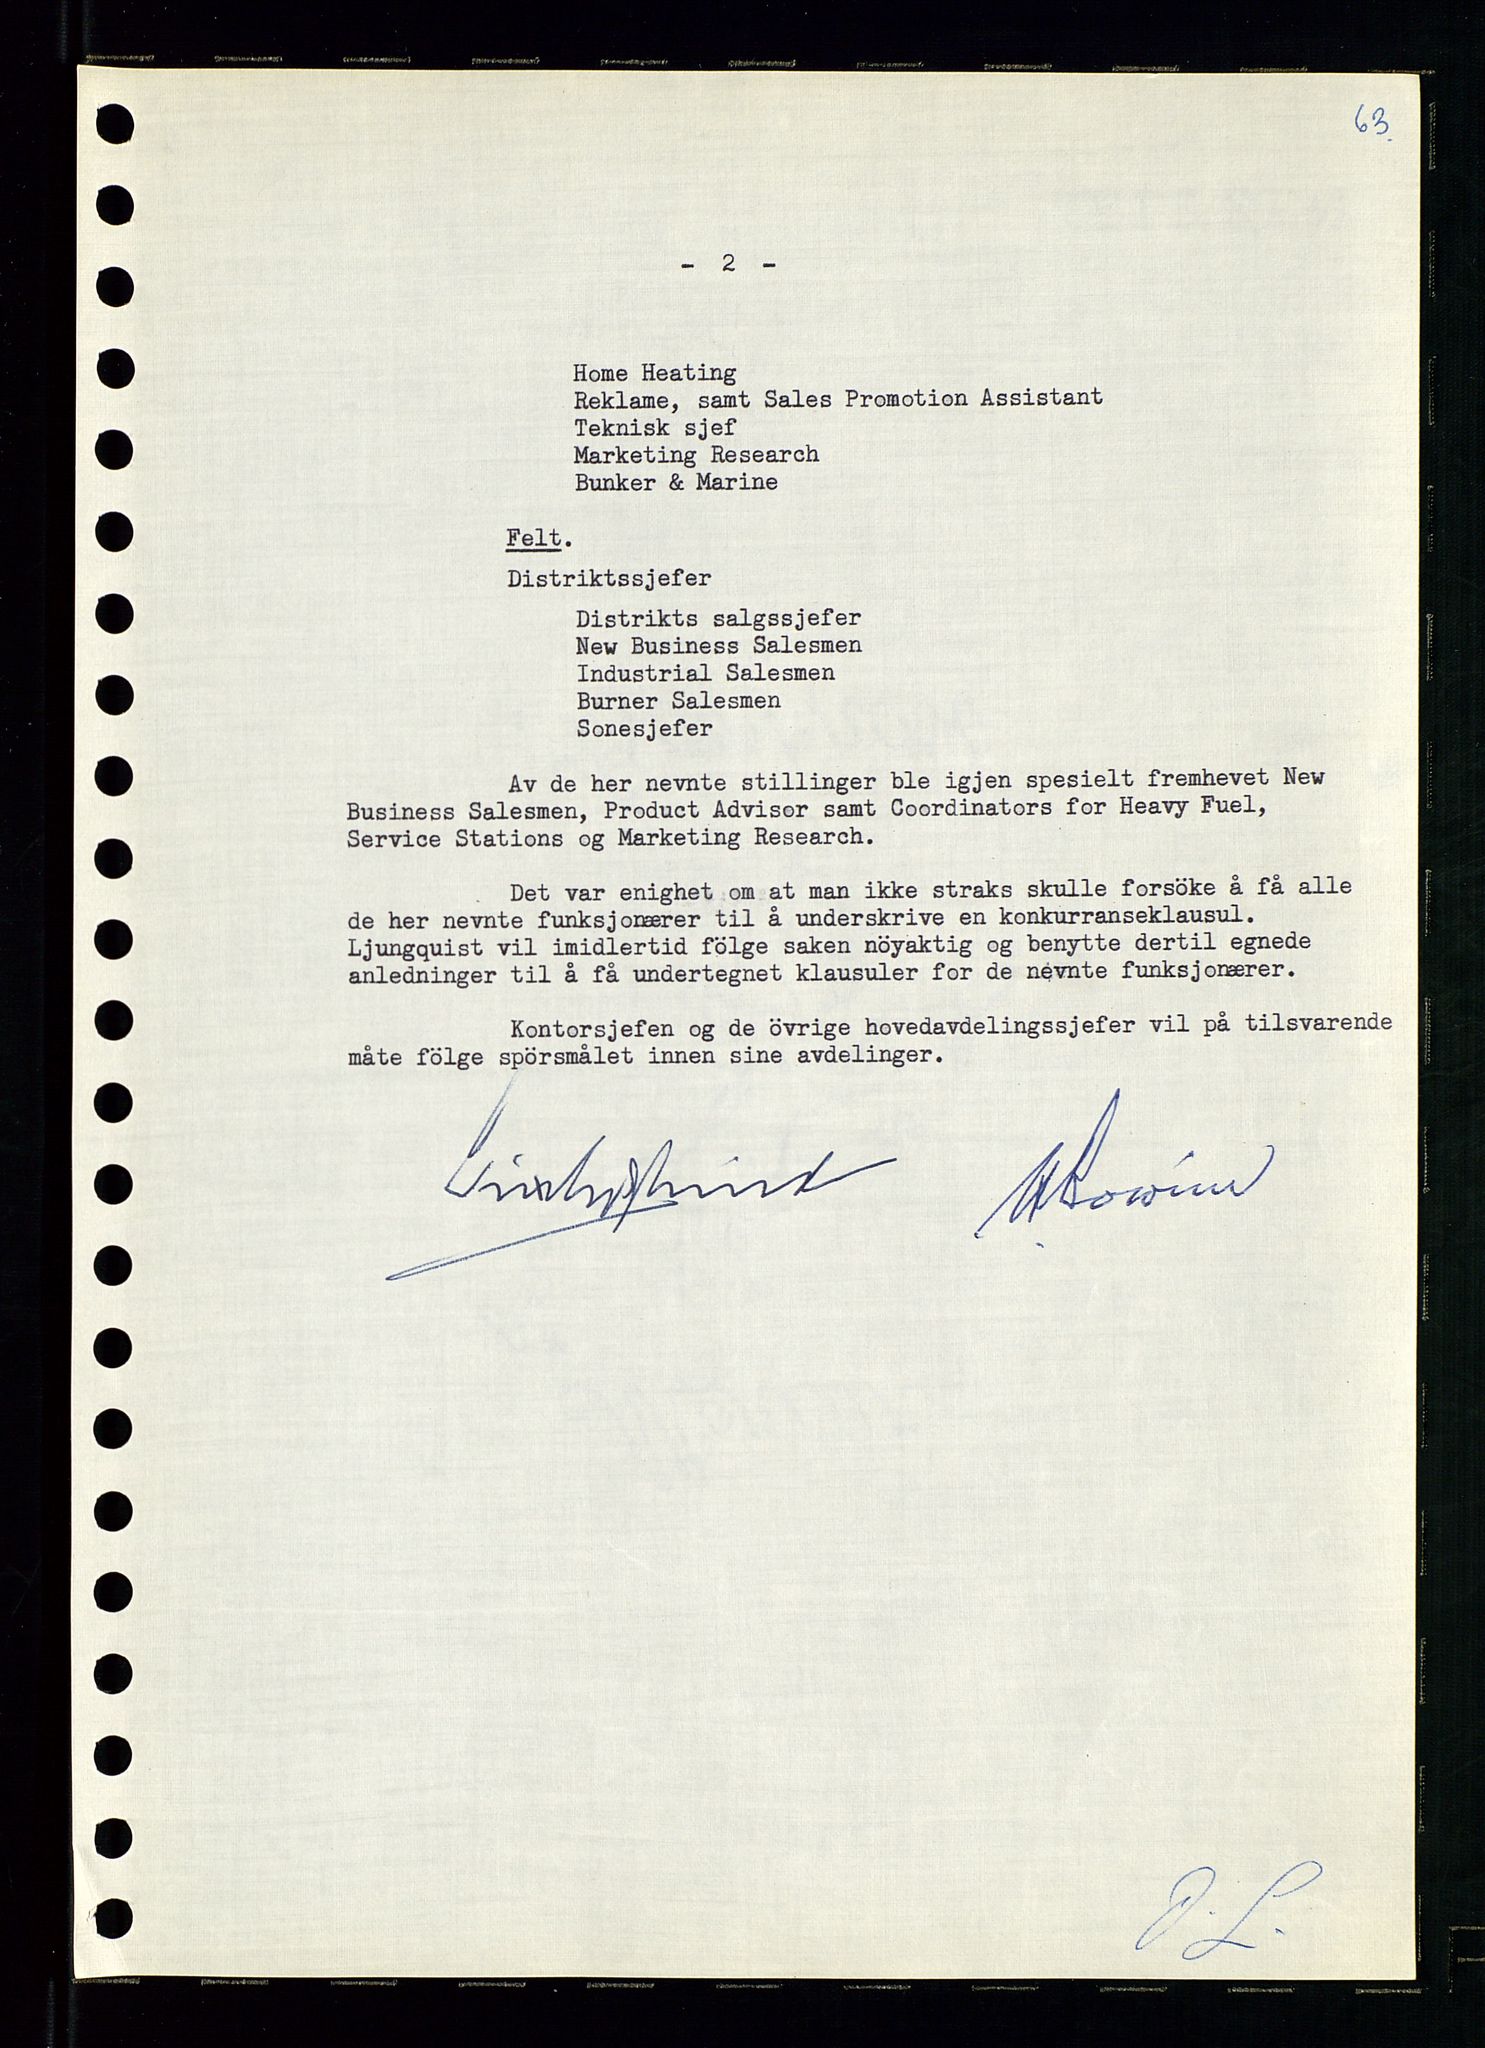 63.
- 2 -
Home Heating
Reklame, samt Sales Promotion Assistant
Teknisk sjef
Marketing Research
Bunker & Marine
Felt.
Distriktssjefer
Distrikts salgssjefer
New Business Salesmen
Industrial Salesmen
Burner Salesmen
Sonesjefer
Av de her nevnte stillinger ble igjen spesielt fremhevet New
Business Salesmen, Product Advisor samt Coordinators for Heavy Fuel,
Service Stations og Marketing Research.
Det var enighet om at man ikke straks skulle forsöke å få alle
de her nevnte funksjonærer til å underskrive en konkurranseklausul.
Ljungquist vil imidlertid fölge saken nöyaktig og benytte dertil egnede
anledninger til å få undertegnet klausuler for de nevnte funksjonærer.
Kontorsjefen og de övrige hovedavdelingssjefer vil på tilsvarende
måte fölge spörsmålet innen sine avdelinger.